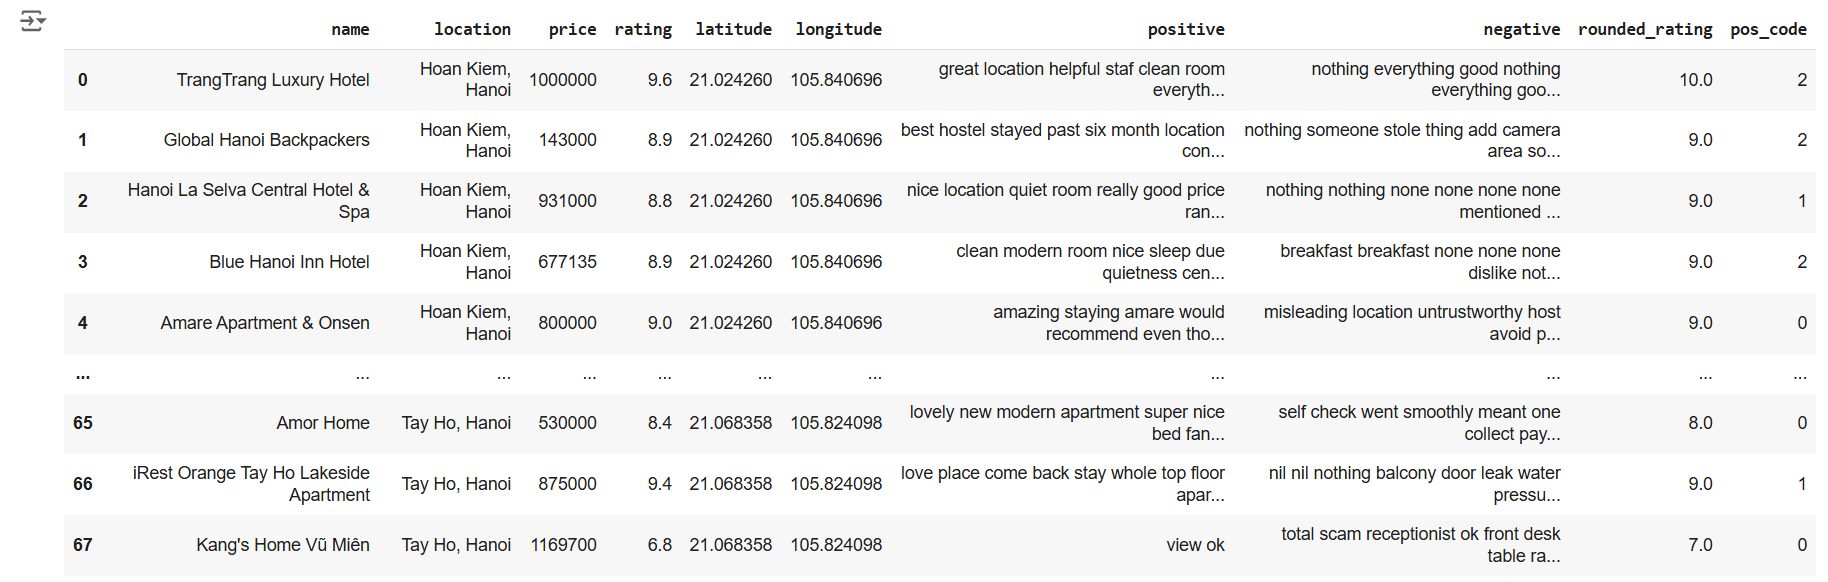 name location price rating latitude longitude positive negative rounded_rating pos_code
0 TrangTrang Luxury Hotel Hoan Kiem, Hanoi 1000000 9.6 21.024260 105.840696 great location helpful staf clean room everyth... nothing everything good nothing everything goo... 10.0 2
1 Global Hanoi Backpackers Hoan Kiem, Hanoi 143000 8.9 21.024260 105.840696 best hostel stayed past six month location con... nothing someone stole thing add camera area so... 9.0 2
2 Hanoi La Selva Central Hotel & Spa Hoan Kiem, Hanoi 931000 8.8 21.024260 105.840696 nice location quiet room really good price ran... nothing nothing none none none none mentioned ... 9.0 1
3 Blue Hanoi Inn Hotel Hoan Kiem, Hanoi 677135 8.9 21.024260 105.840696 clean modern room nice sleep due quietness cen... breakfast breakfast none none none dislike not... 9.0 2
4 Amare Apartment & Onsen Hoan Kiem, Hanoi 800000 9.0 21.024260 105.840696 amazing staying amare would recommend even tho... misleading location untrustworthy host avoid p... 9.0 0
... ... ... ... ... ... ... ... ... ... ...
65 Amor Home Tay Ho, Hanoi 530000 8.4 21.068358 105.824098 lovely new modern apartment super nice bed fan... self check went smoothly meant one collect pay... 8.0 0
66 iRest Orange Tay Ho Lakeside Apartment Tay Ho, Hanoi 875000 9.4 21.068358 105.824098 love place come back stay whole top floor apar... nil nil nothing balcony door leak water pressu... 9.0 1
67 Kang's Home Vũ Miên Tay Ho, Hanoi 1169700 6.8 21.068358 105.824098 view ok total scam receptionist ok front desk table ra... 7.0 0